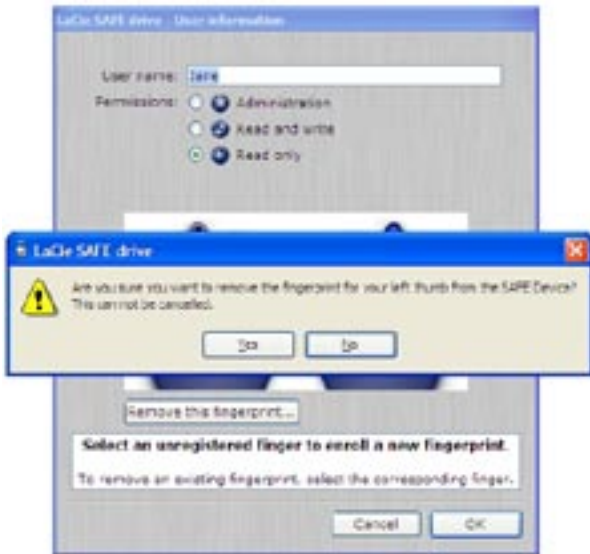 LaCie SAFE drive - User information
User name: Jane
Permissions: Administration
Read and write
Read only
LaCie SAFE drive
Are you sure you want to remove the fingerprint for your left thumb from the SAFE Device?
This can not be cancelled.
Yes No
Remove this fingerprint...
Select an unregistered finger to enroll a new fingerprint.
To remove an existing fingerprint, select the corresponding finger.
Cancel OK